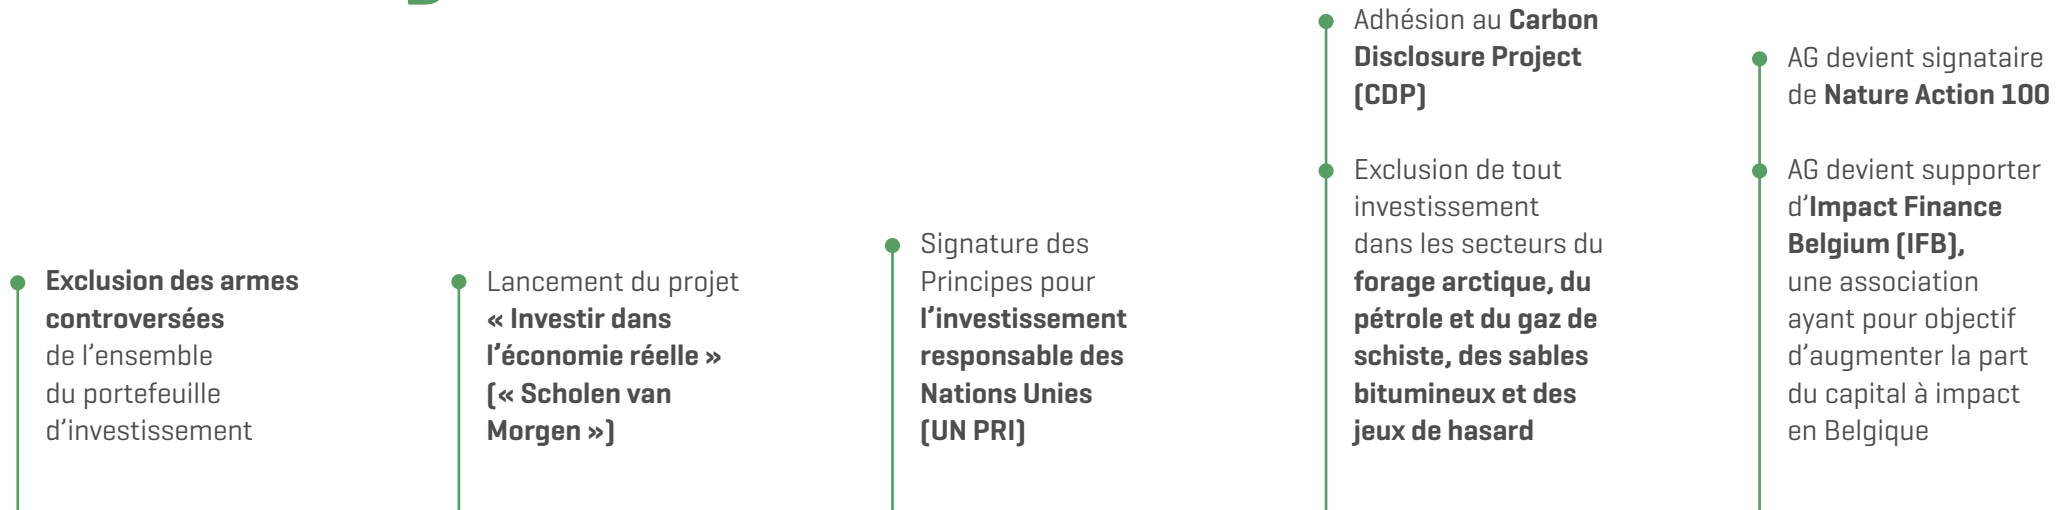 Exclusion des armes
controversées
de l’ensemble
du portefeuille
d’investissement
Lancement du projet
« Investir dans
l’économie réelle »
(« Scholen van
Morgen »)
Signature des
Principes pour
l’investissement
responsable des
Nations Unies
(UN PRI)
Adhésion au Carbon
Disclosure Project
(CDP)
Exclusion de tout
investissement
dans les secteurs du
forage arctique, du
pétrole et du gaz de
schiste, des sables
bitumineux et des
jeux de hasard
AG devient signataire
de Nature Action 100
AG devient supporter
d’Impact Finance
Belgium (IFB),
une association
ayant pour objectif
d’augmenter la part
du capital à impact
en Belgique